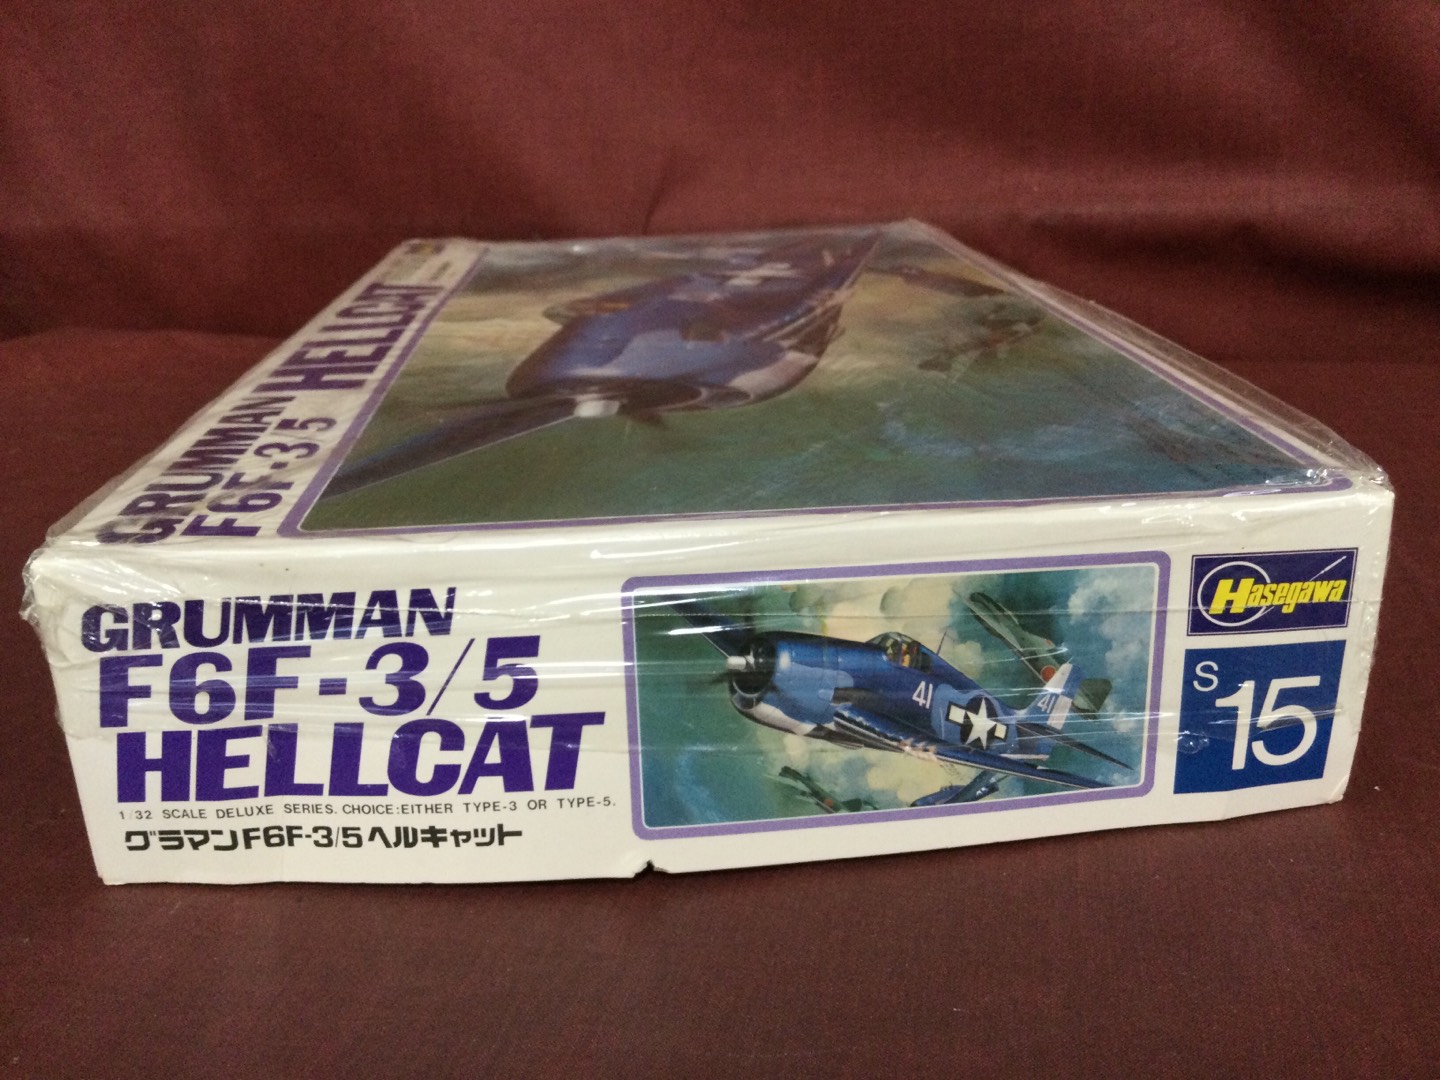 GRUMMAN HELLCAT
F6F-3/5
GRUMMAN
F6F-3/5
HELLCAT
1/32 SCALE DELUXE SERIES. CHOICE:EITHER TYPE-3 OR TYPE-5.
グラマンF6F-3/5ヘルキャット
41
41
Hasegawa
S 15